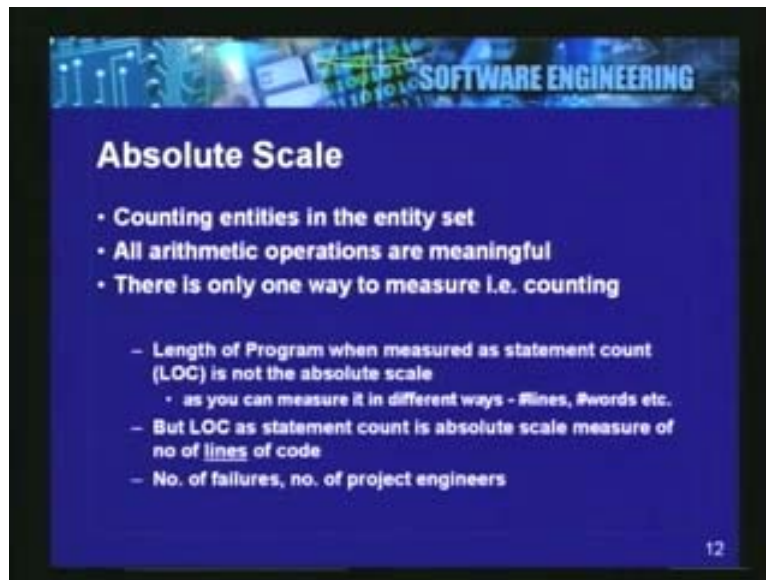 SOFTWARE ENGINEERING
Absolute Scale
• Counting entities in the entity set
• All arithmetic operations are meaningful
• There is only one way to measure i.e. counting
– Length of Program when measured as statement count
(LOC) is not the absolute scale
• as you can measure it in different ways - #lines, #words etc.
– But LOC as statement count is absolute scale measure of
no of lines of code
– No. of failures, no. of project engineers
12